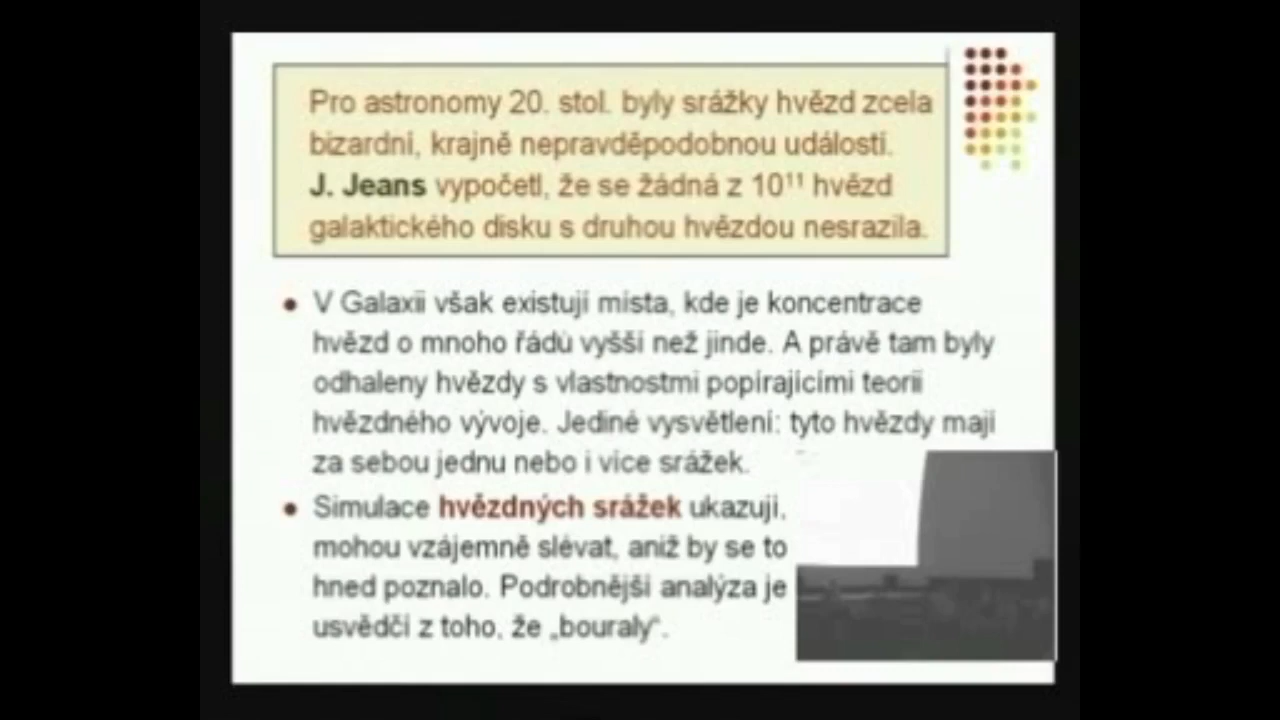 Pro astronomy 20. stol. byly srážky hvězd zcela
bizardní, krajně nepravděpodobnou událostí.
J. Jeans vypočetl, že se žádná z 10¹¹ hvězd
galaktického disku s druhou hvězdou nesrazila.
• V Galaxii však existují místa, kde je koncentrace
hvězd o mnoho řádů vyšší než jinde. A právě tam byly
odhaleny hvězdy s vlastnostmi popírajícími teorii
hvězdného vývoje. Jediné vysvětlení: tyto hvězdy mají
za sebou jednu nebo i více srážek.
• Simulace hvězdných srážek ukazují,
mohou vzájemně slévat, aniž by se to
hned poznalo. Podrobnější analýza je
usvědčí z toho, že „bouraly“.